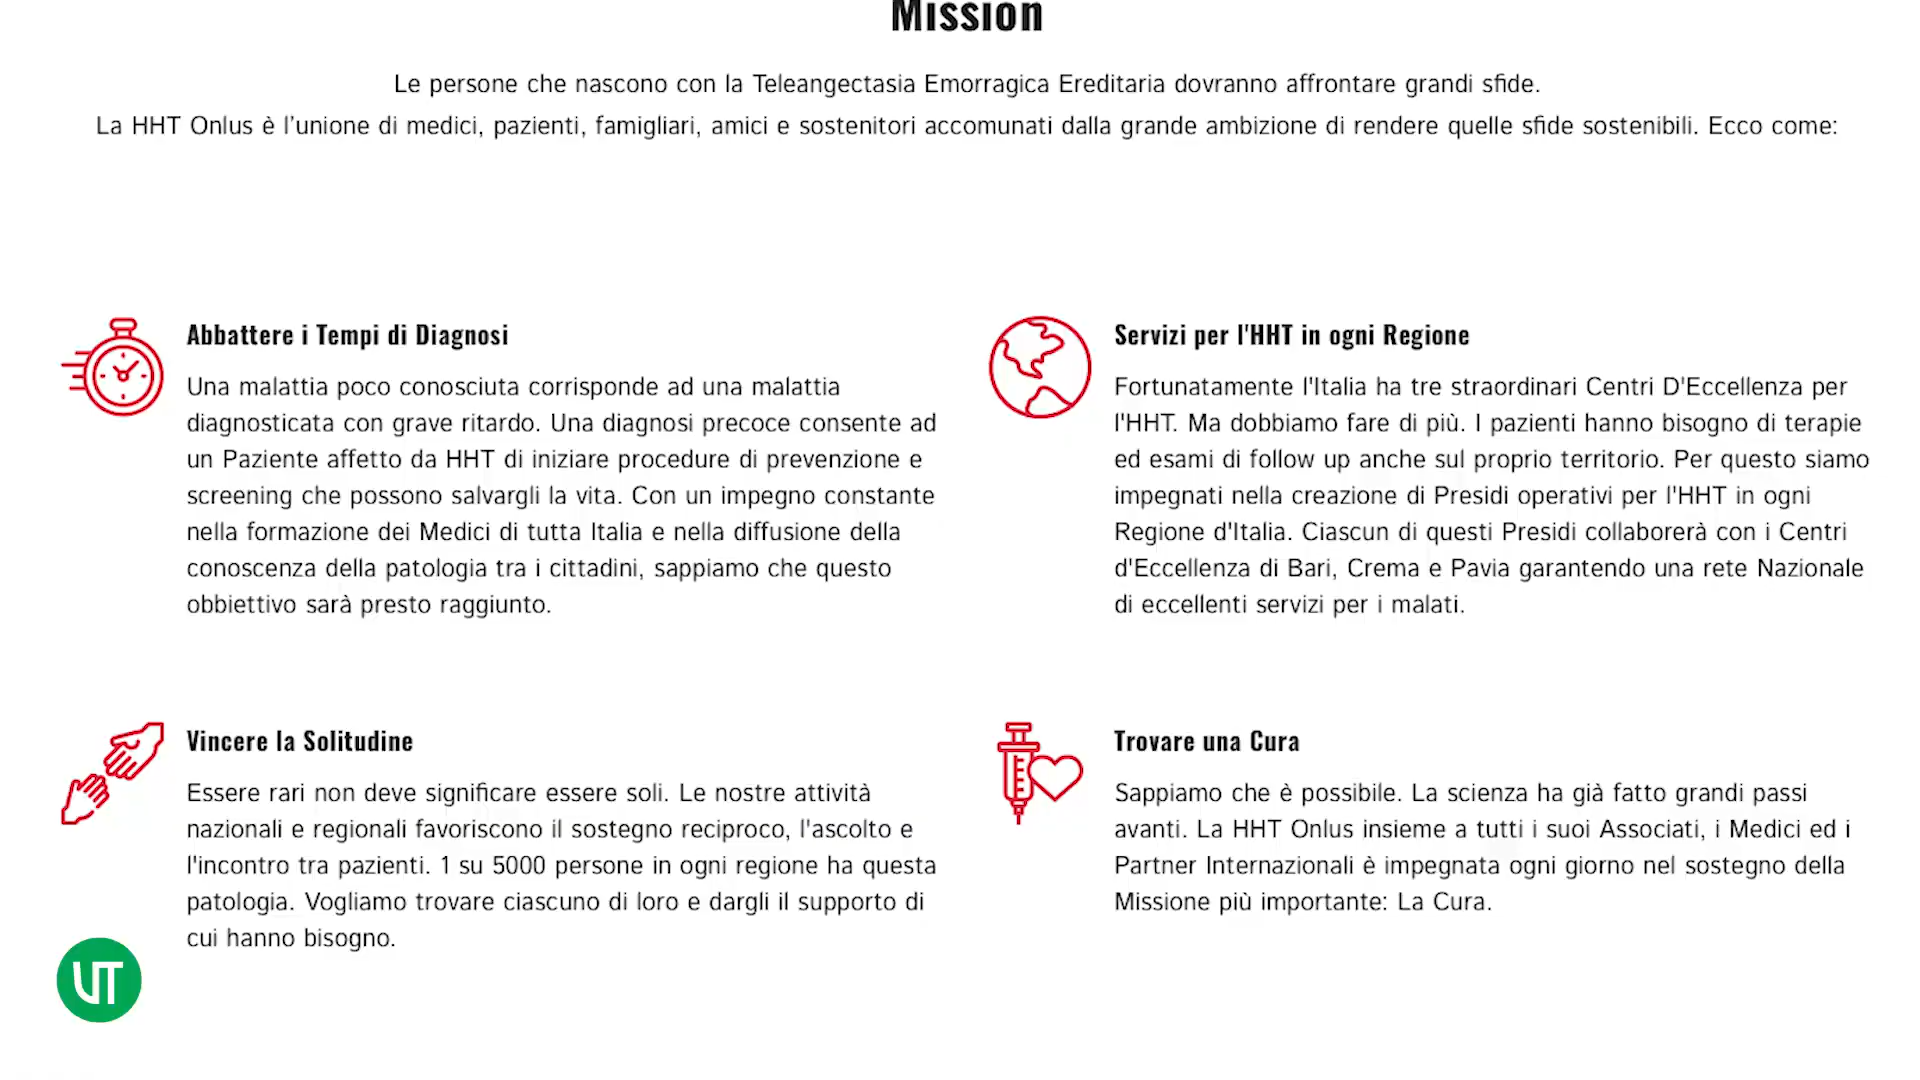 Mission
Le persone che nascono con la Teleangectasia Emorragica Ereditaria dovranno affrontare grandi sfide.
La HHT Onlus è l’unione di medici, pazienti, famigliari, amici e sostenitori accomunati dalla grande ambizione di rendere quelle sfide sostenibili. Ecco come:
Abbattere i Tempi di Diagnosi
Una malattia poco conosciuta corrisponde ad una malattia
diagnosticata con grave ritardo. Una diagnosi precoce consente ad
un Paziente affetto da HHT di iniziare procedure di prevenzione e
screening che possono salvargli la vita. Con un impegno constante
nella formazione dei Medici di tutta Italia e nella diffusione della
conoscenza della patologia tra i cittadini, sappiamo che questo
obbiettivo sarà presto raggiunto.
Servizi per l'HHT in ogni Regione
Fortunatamente l'Italia ha tre straordinari Centri D'Eccellenza per
l'HHT. Ma dobbiamo fare di più. I pazienti hanno bisogno di terapie
ed esami di follow up anche sul proprio territorio. Per questo siamo
impegnati nella creazione di Presidi operativi per l'HHT in ogni
Regione d'Italia. Ciascun di questi Presidi collaborerà con i Centri
d'Eccellenza di Bari, Crema e Pavia garantendo una rete Nazionale
di eccellenti servizi per i malati.
Vincere la Solitudine
Essere rari non deve significare essere soli. Le nostre attività
nazionali e regionali favoriscono il sostegno reciproco, l'ascolto e
l'incontro tra pazienti. 1 su 5000 persone in ogni regione ha questa
patologia. Vogliamo trovare ciascuno di loro e dargli il supporto di
cui hanno bisogno.
Trovare una Cura
Sappiamo che è possibile. La scienza ha già fatto grandi passi
avanti. La HHT Onlus insieme a tutti i suoi Associati, i Medici ed i
Partner Internazionali è impegnata ogni giorno nel sostegno della
Missione più importante: La Cura.
UT